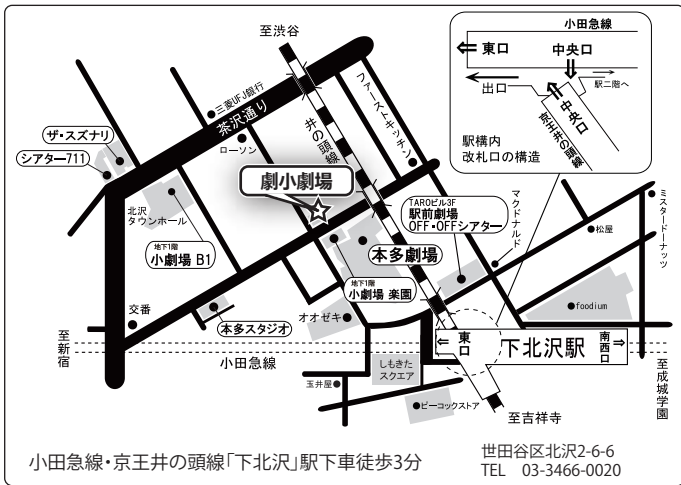 至渋谷
三菱UFJ銀行
茶沢通り
ローソン
井の頭線
ファーストキッチン
ザ・スズナリ
シアター711
北沢
タウンホール
地下1階
小劇場 B1
劇小劇場
本多劇場
地下1階
小劇場 楽園
TAROビル3F
駅前劇場
OFF・OFFシアター
マクドナルド
松屋
ミスタードーナッツ
foodium
交番
本多スタジオ
オオゼキ
至新宿
小田急線
しもきた
スクエア
玉井屋
ピーコックストア
⇐東口
下北沢駅
南西口⇒
至成城学園
至吉祥寺
小田急線
⇐ 東口
中央口
⇓
出口
駅二階へ
中央口
京王井の頭線
駅構内
改札口の構造
小田急線・京王井の頭線「下北沢」駅下車徒歩3分
世田谷区北沢2-6-6
TEL 03-3466-0020